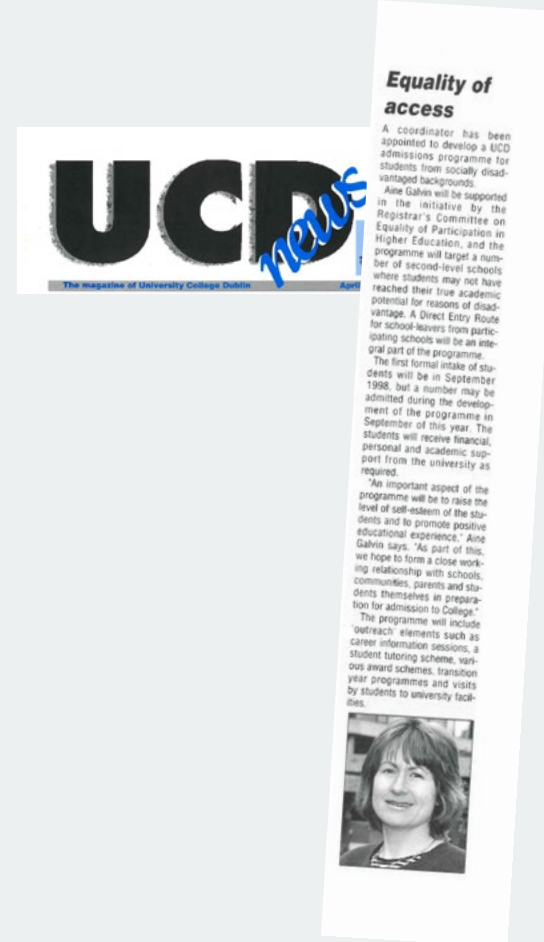 UCD
news
The magazine of University College Dublin
April
Equality of
access
A coordinator has been
appointed to develop a UCD
admissions programme for
students from socially disad-
vantaged backgrounds.
Aine Galvin will be supported
in the initiative by the
Registrar's Committee on
Equality of Participation in
Higher Education, and the
programme will target a num-
ber of second-level schools
where students may not have
reached their true academic
potential for reasons of disad-
vantage. A Direct Entry Route
for school-leavers from partic-
ipating schools will be an inte-
gral part of the programme.
The first formal intake of stu-
dents will be in September
1998, but a number may be
admitted during the develop-
ment of the programme in
September of this year. The
students will receive financial,
personal and academic sup-
port from the university as
required.
"An important aspect of the
programme will be to raise the
level of self-esteem of the stu-
dents and to promote positive
educational experience," Aine
Galvin says. "As part of this,
we hope to form a close work-
ing relationship with schools,
communities, parents and stu-
dents themselves in prepara-
tion for admission to College."
The programme will include
'outreach' elements such as
career information sessions, a
student tutoring scheme, vari-
ous award schemes, transition
year programmes and visits
by students to university facil-
ities.